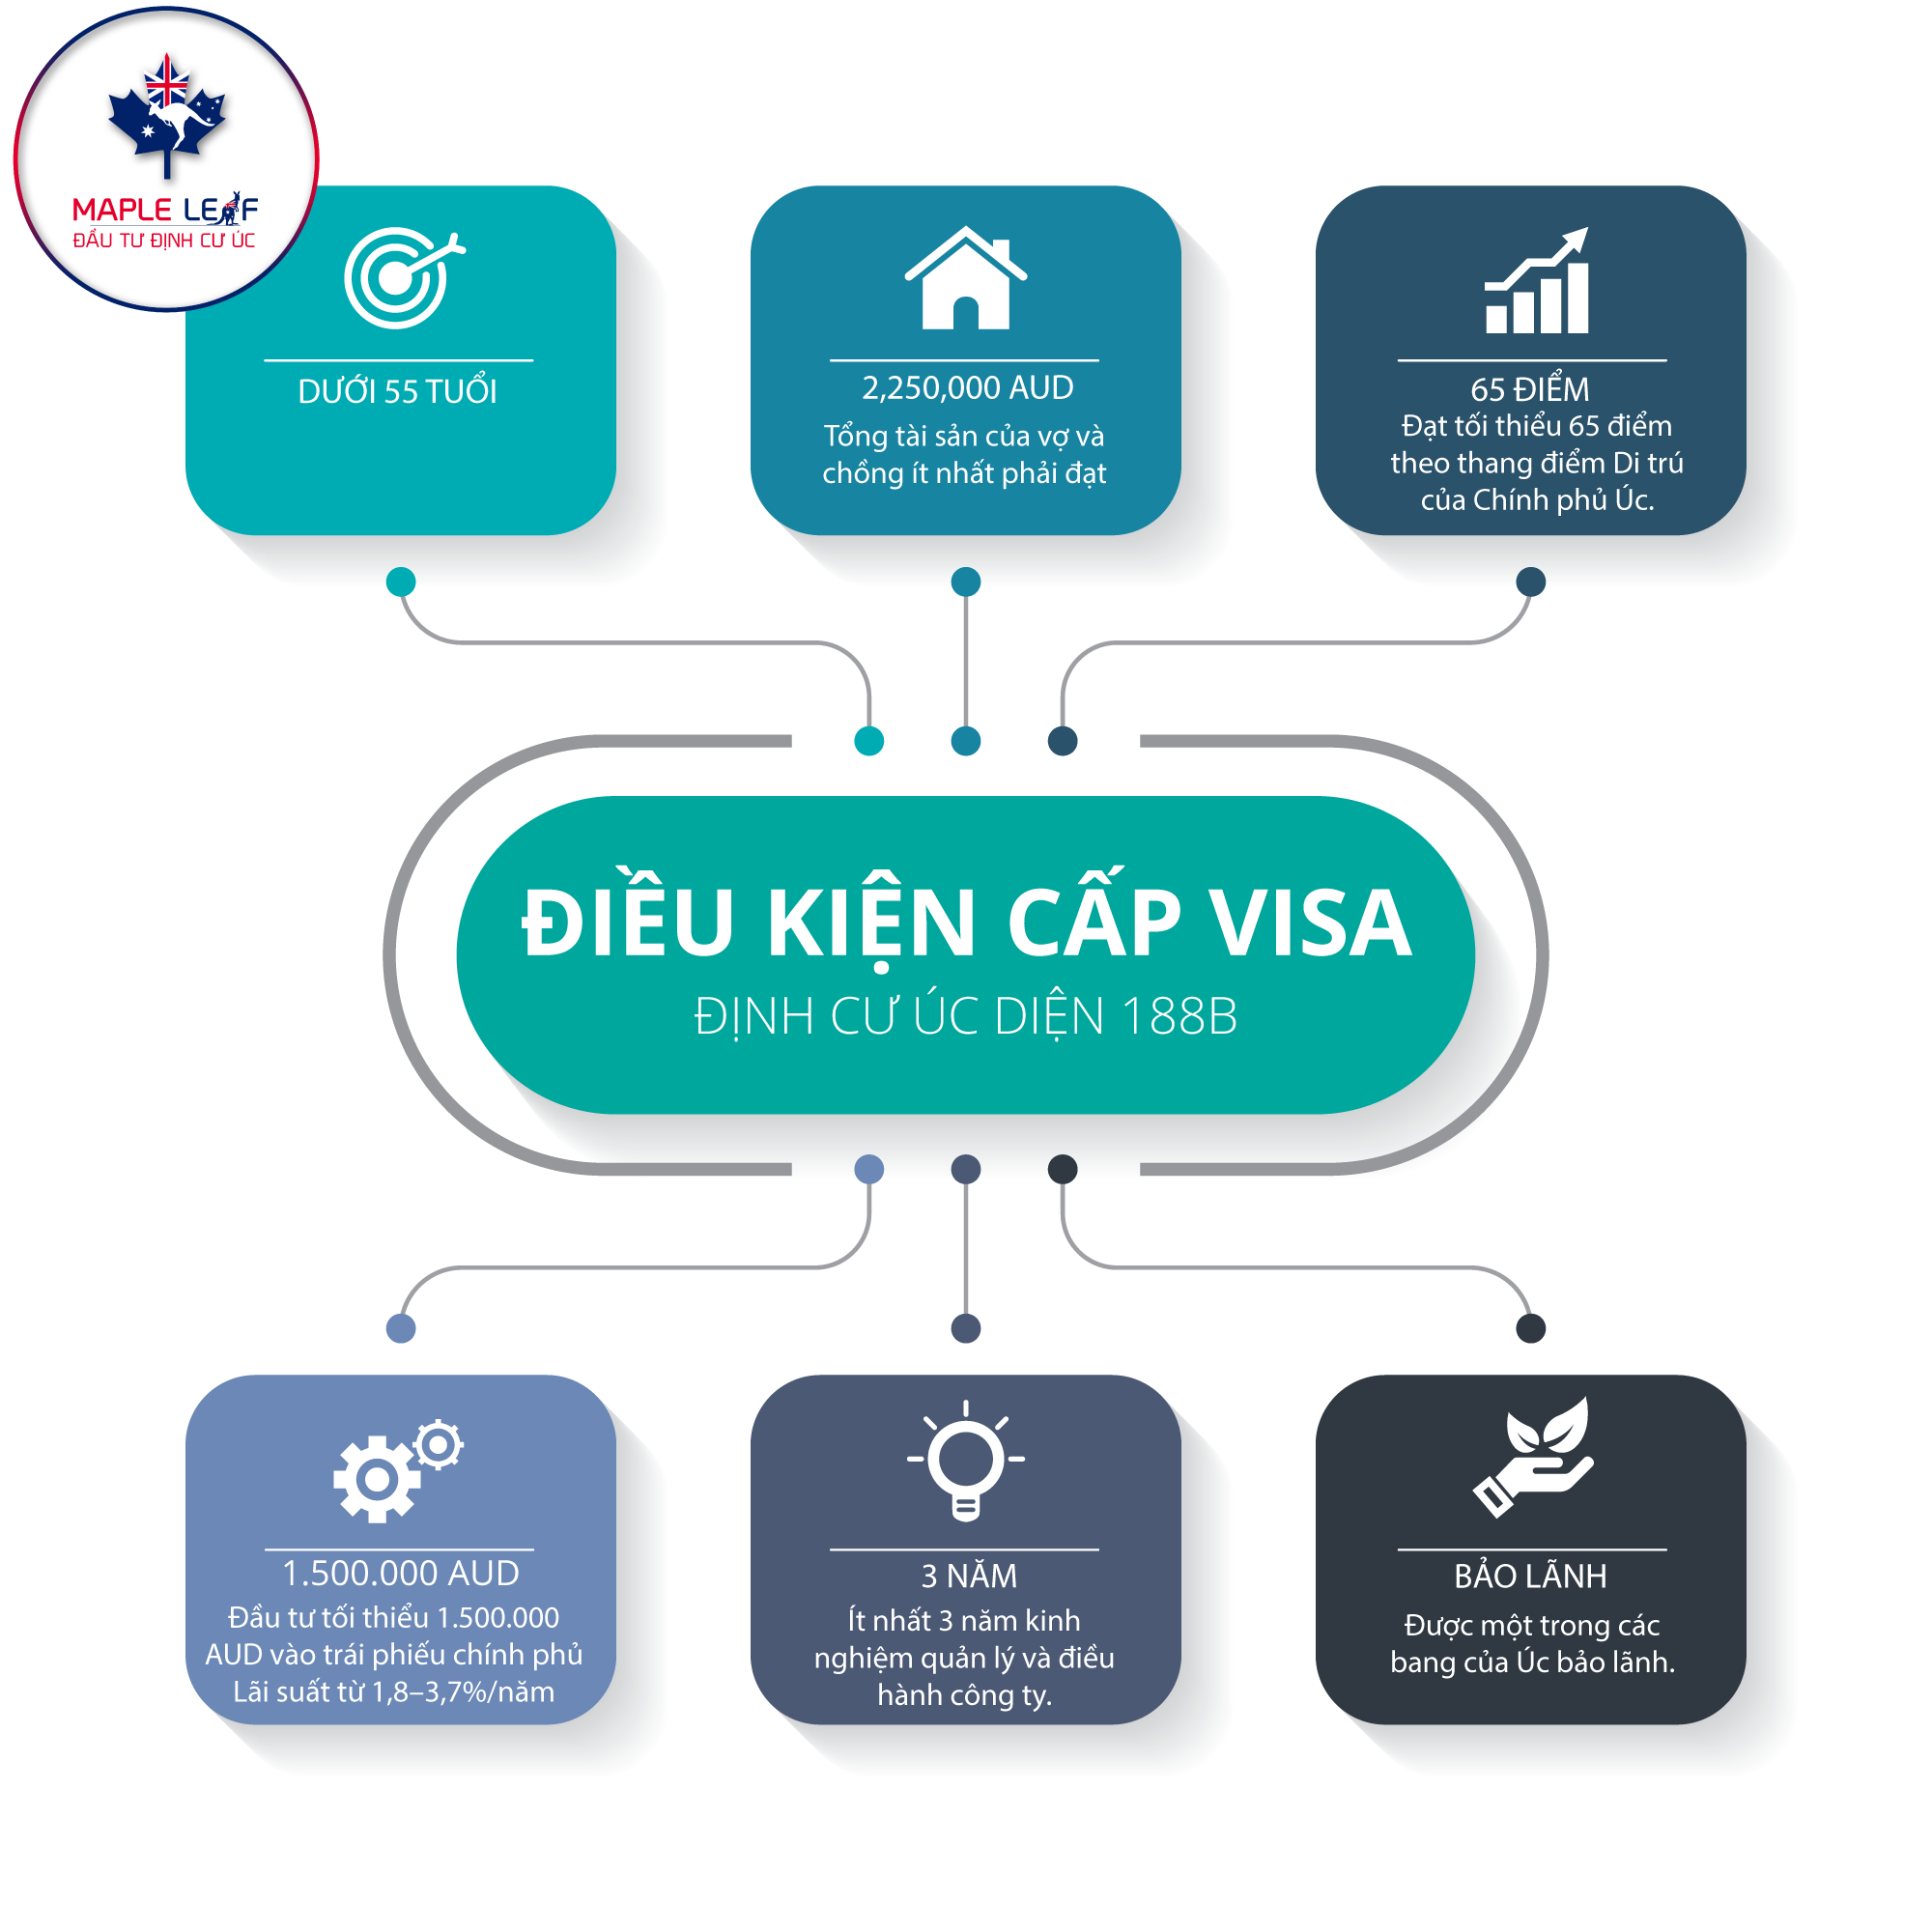 MAPLE LEAF
ĐẦU TƯ ĐỊNH CƯ ÚC
DƯỚI 55 TUỔI
2,250,000 AUD
Tổng tài sản của vợ và
chồng ít nhất phải đạt
65 ĐIỂM
Đạt tối thiểu 65 điểm
theo thang điểm Di trú
của Chính phủ Úc.
ĐIỀU KIỆN CẤP VISA
ĐỊNH CƯ ÚC DIỆN 188B
1.500.000 AUD
Đầu tư tối thiểu 1.500.000
AUD vào trái phiếu chính phủ
Lãi suất từ 1,8–3,7%/năm
3 NĂM
Ít nhất 3 năm kinh
nghiệm quản lý và điều
hành công ty.
BẢO LÃNH
Được một trong các
bang của Úc bảo lãnh.